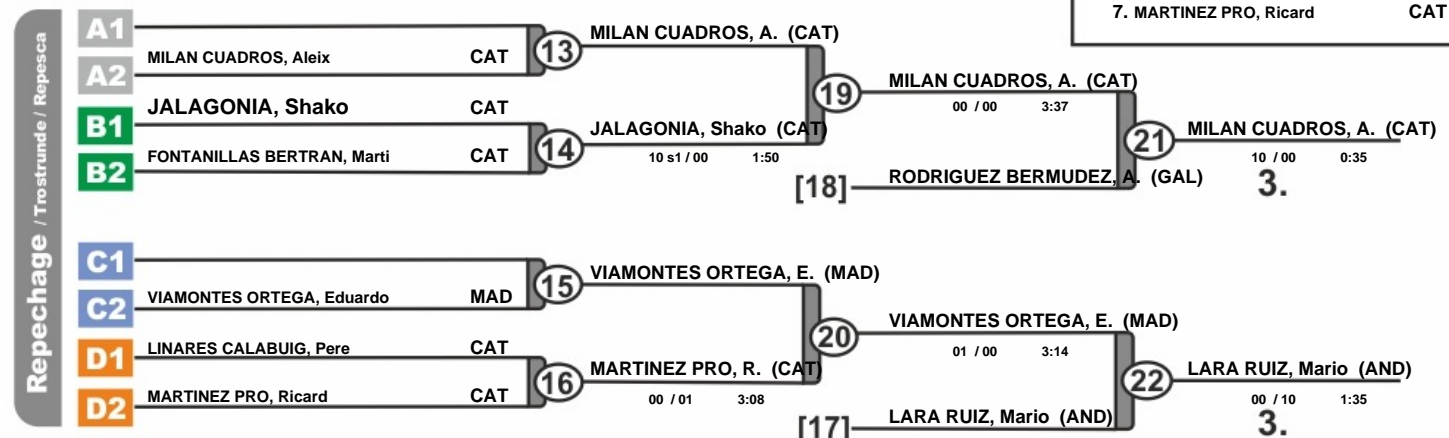 7. MARTINEZ PRO, Ricard CAT
Repechage / Trostrunde / Repesca
A1
MILAN CUADROS, Aleix CAT
A2
13
MILAN CUADROS, A. (CAT)
B1
JALAGONIA, Shako CAT
FONTANILLAS BERTRAN, Marti CAT
B2
14
JALAGONIA, Shako (CAT)
10 s1 / 00 1:50
19
MILAN CUADROS, A. (CAT)
00 / 00 3:37
[18]
RODRIGUEZ BERMUDEZ, A. (GAL)
21
MILAN CUADROS, A. (CAT)
10 / 00 0:35
3.
C1
C2
VIAMONTES ORTEGA, Eduardo MAD
15
VIAMONTES ORTEGA, E. (MAD)
D1
LINARES CALABUIG, Pere CAT
MARTINEZ PRO, Ricard CAT
D2
16
MARTINEZ PRO, R. (CAT)
00 / 01 3:08
20
VIAMONTES ORTEGA, E. (MAD)
01 / 00 3:14
[17]
LARA RUIZ, Mario (AND)
22
LARA RUIZ, Mario (AND)
00 / 10 1:35
3.